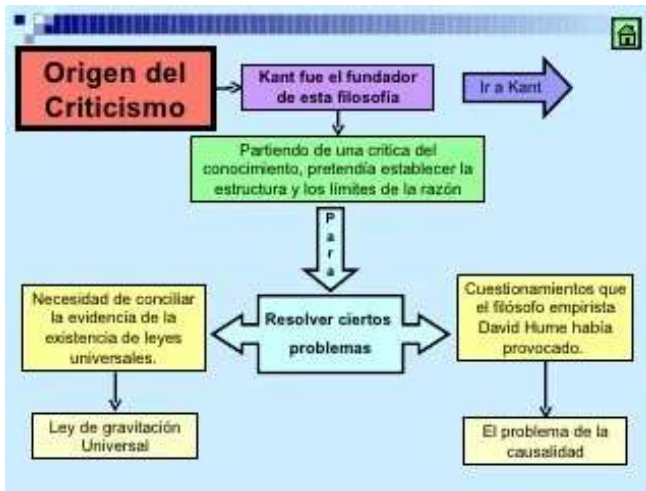 Origen del
Criticismo
Kant fue el fundador
de esta filosofía
Ir a Kant
Partiendo de una critica del
conocimiento, pretendía establecer la
estructura y los límites de la razón
P
a
r
a
Resolver ciertos
problemas
Necesidad de conciliar
la evidencia de la
existencia de leyes
universales.
Ley de gravitación
Universal
Cuestionamientos que
el filósofo empirista
David Hume había
provocado.
El problema de la
causalidad